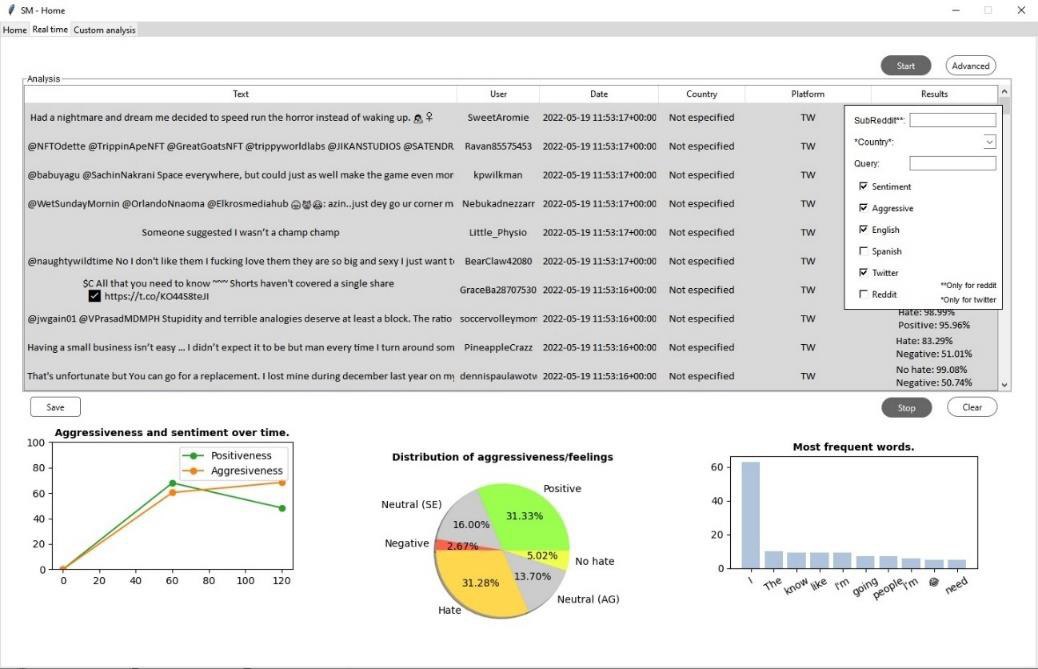 SM - Home
Home Real time Custom analysis
Start Advanced
Analysis
Text User Date Country Platform Results
Had a nightmare and dream me decided to speed run the horror instead of waking up. 🤦♀ SweetAromie 2022-05-19 11:53:17+00:00 Not especified TW
@NFTOdette @TrippinApeNFT @GreatGoatsNFT @trippyworldlabs @JIKANSTUDIOS @SATENDR Ravan85575453 2022-05-19 11:53:17+00:00 Not especified TW
@babuyagu @SachinNakrani Space everywhere, but could just as well make the game even mor kpwilkman 2022-05-19 11:53:17+00:00 Not especified TW
@WetSundayMornin @OrlandoNnaoma @Elkrosmediahub : azin..just dey go ur corner m Nebukadnezzarr 2022-05-19 11:53:17+00:00 Not especified TW
Someone suggested I wasn't a champ champ Little_Physio 2022-05-19 11:53:17+00:00 Not especified TW
@naughtywildtime No I don't like them I fucking love them they are so big and sexy I just want t BearClaw42080 2022-05-19 11:53:17+00:00 Not especified TW
$C All that you need to know ~~~ Shorts haven't covered a single share
☑ https://t.co/KO44S8teJI GraceBa28707530 2022-05-19 11:53:16+00:00 Not especified TW
@jwgain01 @VPrasadMDMPH Stupidity and terrible analogies deserve at least a block. The ratio soccervolleymom 2022-05-19 11:53:16+00:00 Not especified TW Hate: 98.99%
Positive: 95.96%
Having a small business isn't easy ... I didn't expect it to be but man every time I turn around som PineappleCrazz 2022-05-19 11:53:16+00:00 Not especified TW Hate: 83.29%
Negative: 51.01%
That's unfortunate but You can go for a replacement. I lost mine during december last year on my dennispaulawotw 2022-05-19 11:53:16+00:00 Not especified TW No hate: 99.08%
Negative: 50.74%
SubReddit**:
*Country*:
Query:
Sentiment
Aggressive
English
Spanish
Twitter
Reddit
**Only for reddit
*Only for twitter
Save Stop Clear
Aggressiveness and sentiment over time.
Positiveness
Aggresiveness
100
80
60
40
20
0
0 20 40 60 80 100 120
Distribution of aggressiveness/feelings
Positive
31.33%
Neutral (SE)
16.00%
Negative
2.67%
Hate
31.28%
Neutral (AG)
13.70%
No hate
5.02%
Most frequent words.
60
40
20
0
I The know like i'm going people I'm 😂 need